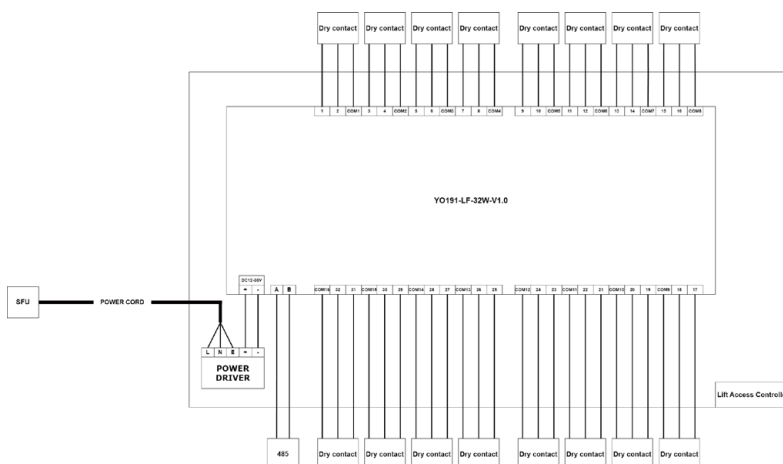 Dry contact Dry contact Dry contact Dry contact Dry contact Dry contact Dry contact Dry contact
1 2 COM1 3 4 COM2 5 6 COM3 7 8 COM4 9 10 COM5 11 12 COM6 13 14 COM7 15 16 COM8
YO191-LF-32W-V1.0
+ - A B COM16 32 31 COM15 30 29 COM14 28 27 COM13 26 25 COM12 24 23 COM11 22 21 COM10 20 19 COM9 18 17
SFU POWER CORD
L N E + -
POWER
DRIVER
Lift Access Controlle
485 Dry contact Dry contact Dry contact Dry contact Dry contact Dry contact Dry contact Dry contact